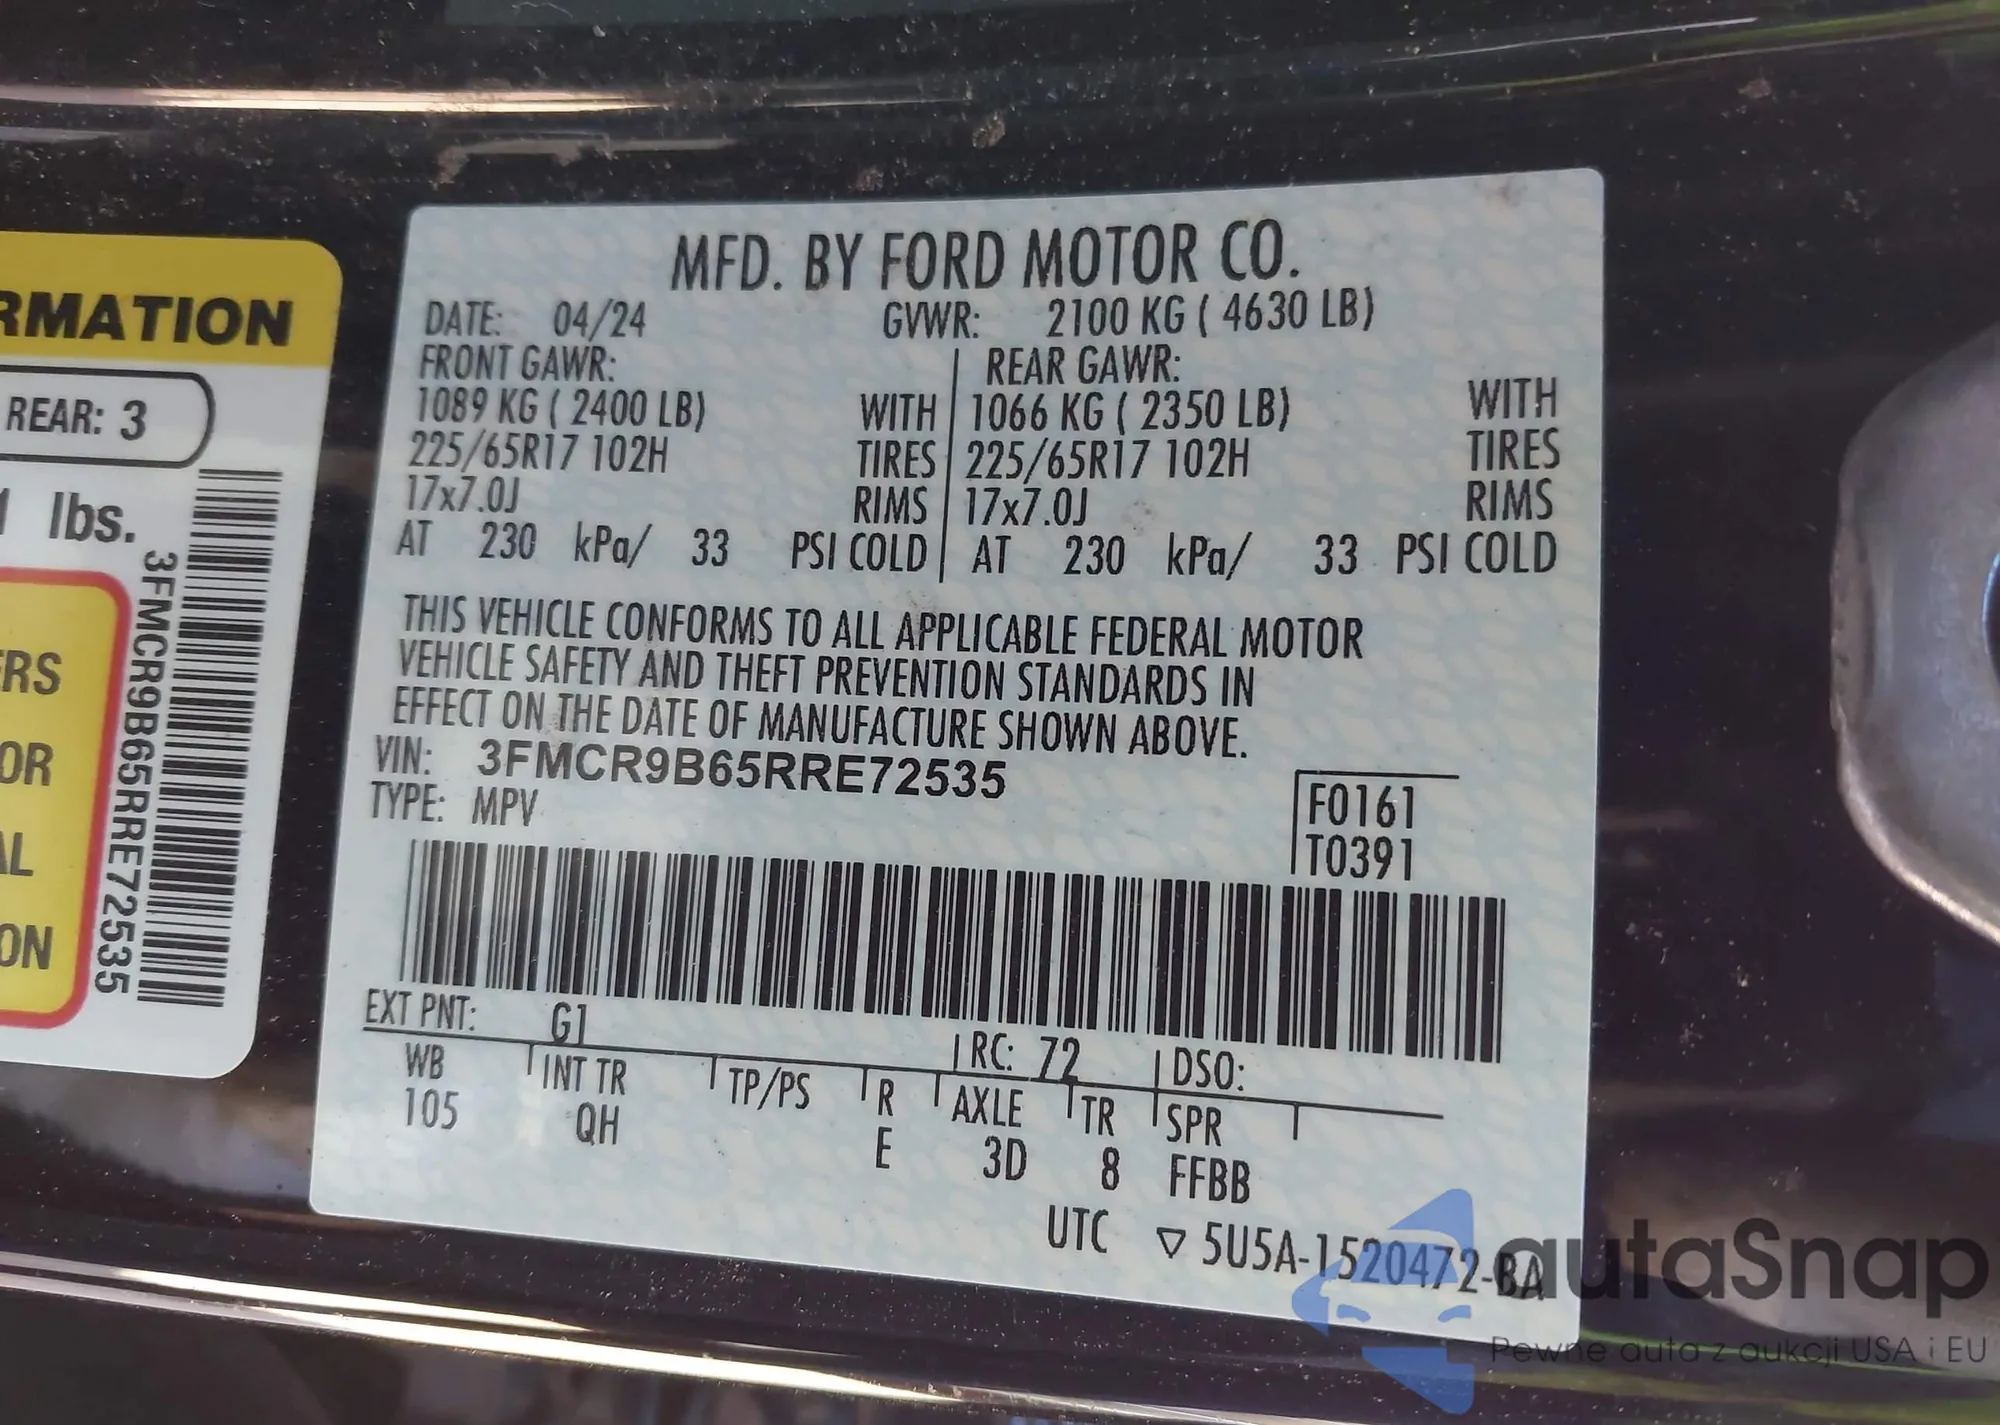 RMATION
REAR: 3
lbs.
ERS
OR
AL
ON
3FMCR9B65RRE72535
MFD. BY FORD MOTOR CO.
DATE: 04/24 GVWR: 2100 KG ( 4630 LB)
FRONT GAWR: REAR GAWR:
1089 KG ( 2400 LB) WITH 1066 KG ( 2350 LB) WITH
225/65R17 102H TIRES 225/65R17 102H TIRES
17x7.0J RIMS 17x7.0J RIMS
AT 230 kPa/ 33 PSI COLD AT 230 kPa/ 33 PSI COLD
THIS VEHICLE CONFORMS TO ALL APPLICABLE FEDERAL MOTOR
VEHICLE SAFETY AND THEFT PREVENTION STANDARDS IN
EFFECT ON THE DATE OF MANUFACTURE SHOWN ABOVE.
VIN: 3FMCR9B65RRE72535
TYPE: MPV
F0161
T0391
EXT PNT: G1 RC: 72 DSO:
WB INT TR TP/PS R AXLE TR SPR
105 QH E 3D 8 FFBB
UTC ▽ 5U5A-1520472-BA
autaSnap
Pewne auta z aukcji USA i EU